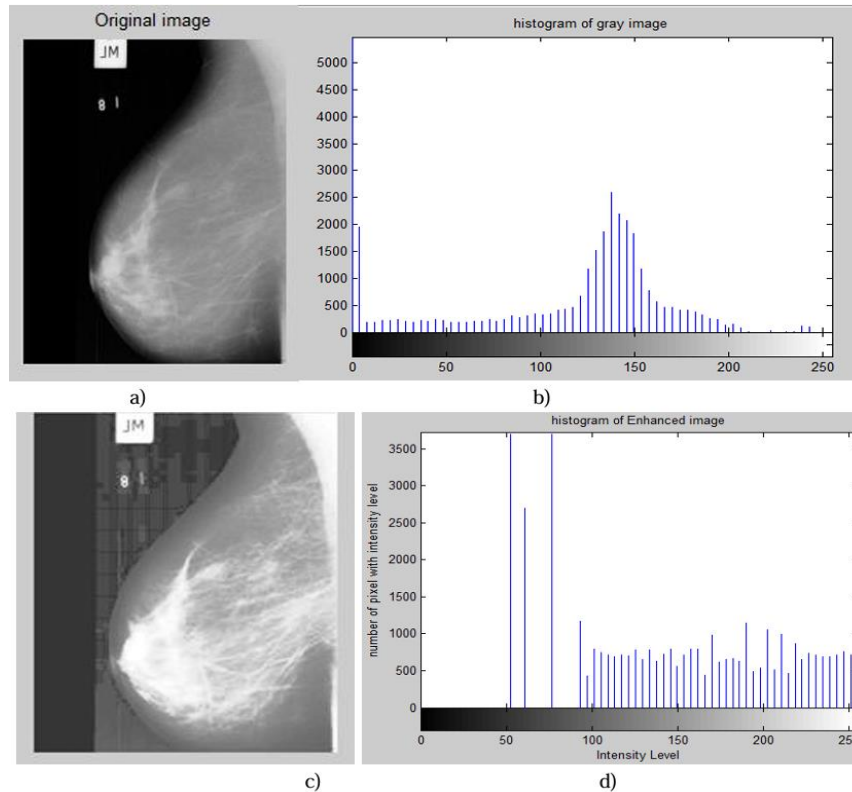 Original image
JM
8 1
histogram of gray image
5000
4500
4000
3500
3000
2500
2000
1500
1000
500
0
0 50 100 150 200 250
a) b)
JM
8 1
histogram of Enhanced image
number of pixel with intensity level
3500
3000
2500
2000
1500
1000
500
0
0 50 100 150 200 250
Intensity Level
c) d)